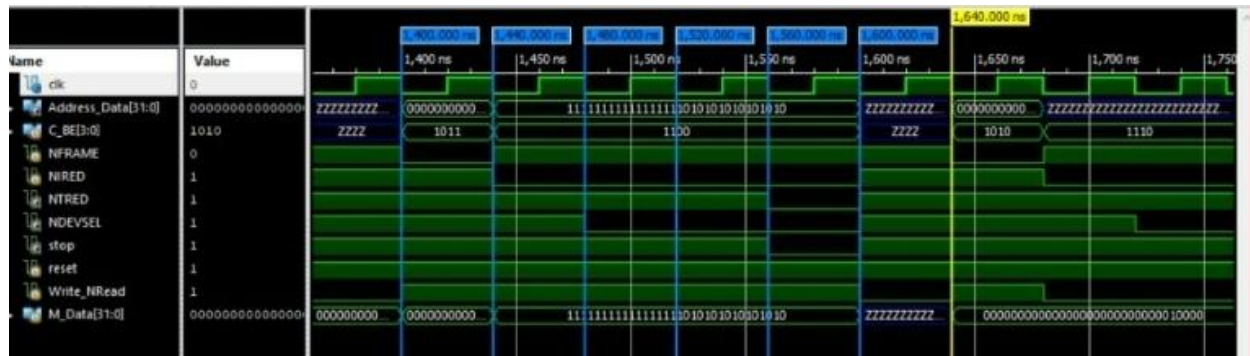 1,640.000 ns
1,400.000 ns 1,440.000 ns 1,480.000 ns 1,520.000 ns 1,560.000 ns 1,600.000 ns
Name Value 1,400 ns 1,450 ns 1,500 n 1,600 ns 1,650 ns 1,700 ns 1,750
clk 0
Address_Data[31:0] ZZZZZZZZZ... 0000000000... ZZZZZZZZZZ... 0000000000...
C_BE[3:0] 1010 ZZZZ 1011 1100 ZZZZ 1010 1110
NFRAME 0
NIRED 1
NTRED 1
NDEVSEL 1
stop 1
reset 1
Write_NRead 1
M_Data[31:0] 000000000... 0000000000... ZZZZZZZZZZ... 00000000000000000000000000010000